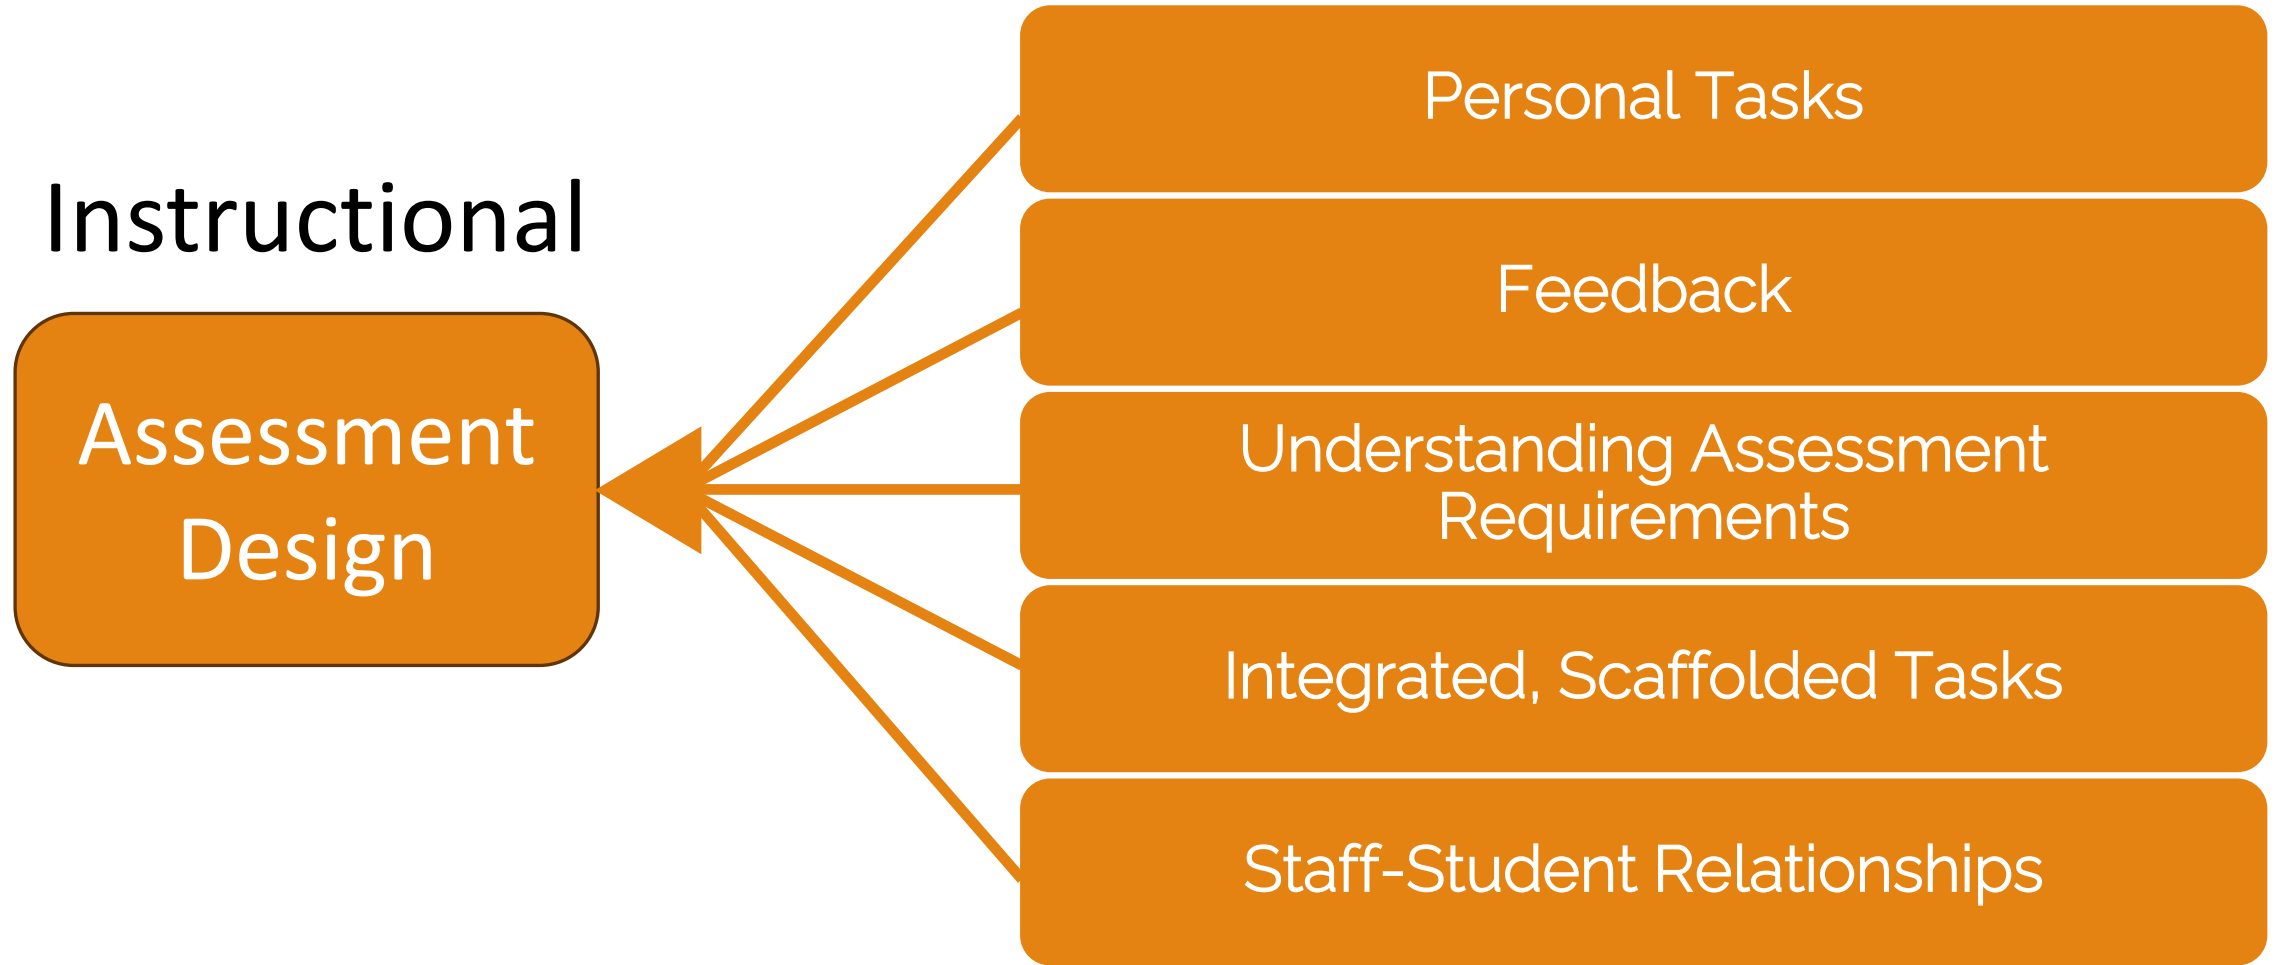 Instructional
Assessment
Design
Personal Tasks
Feedback
Understanding Assessment
Requirements
Integrated, Scaffolded Tasks
Staff-Student Relationships